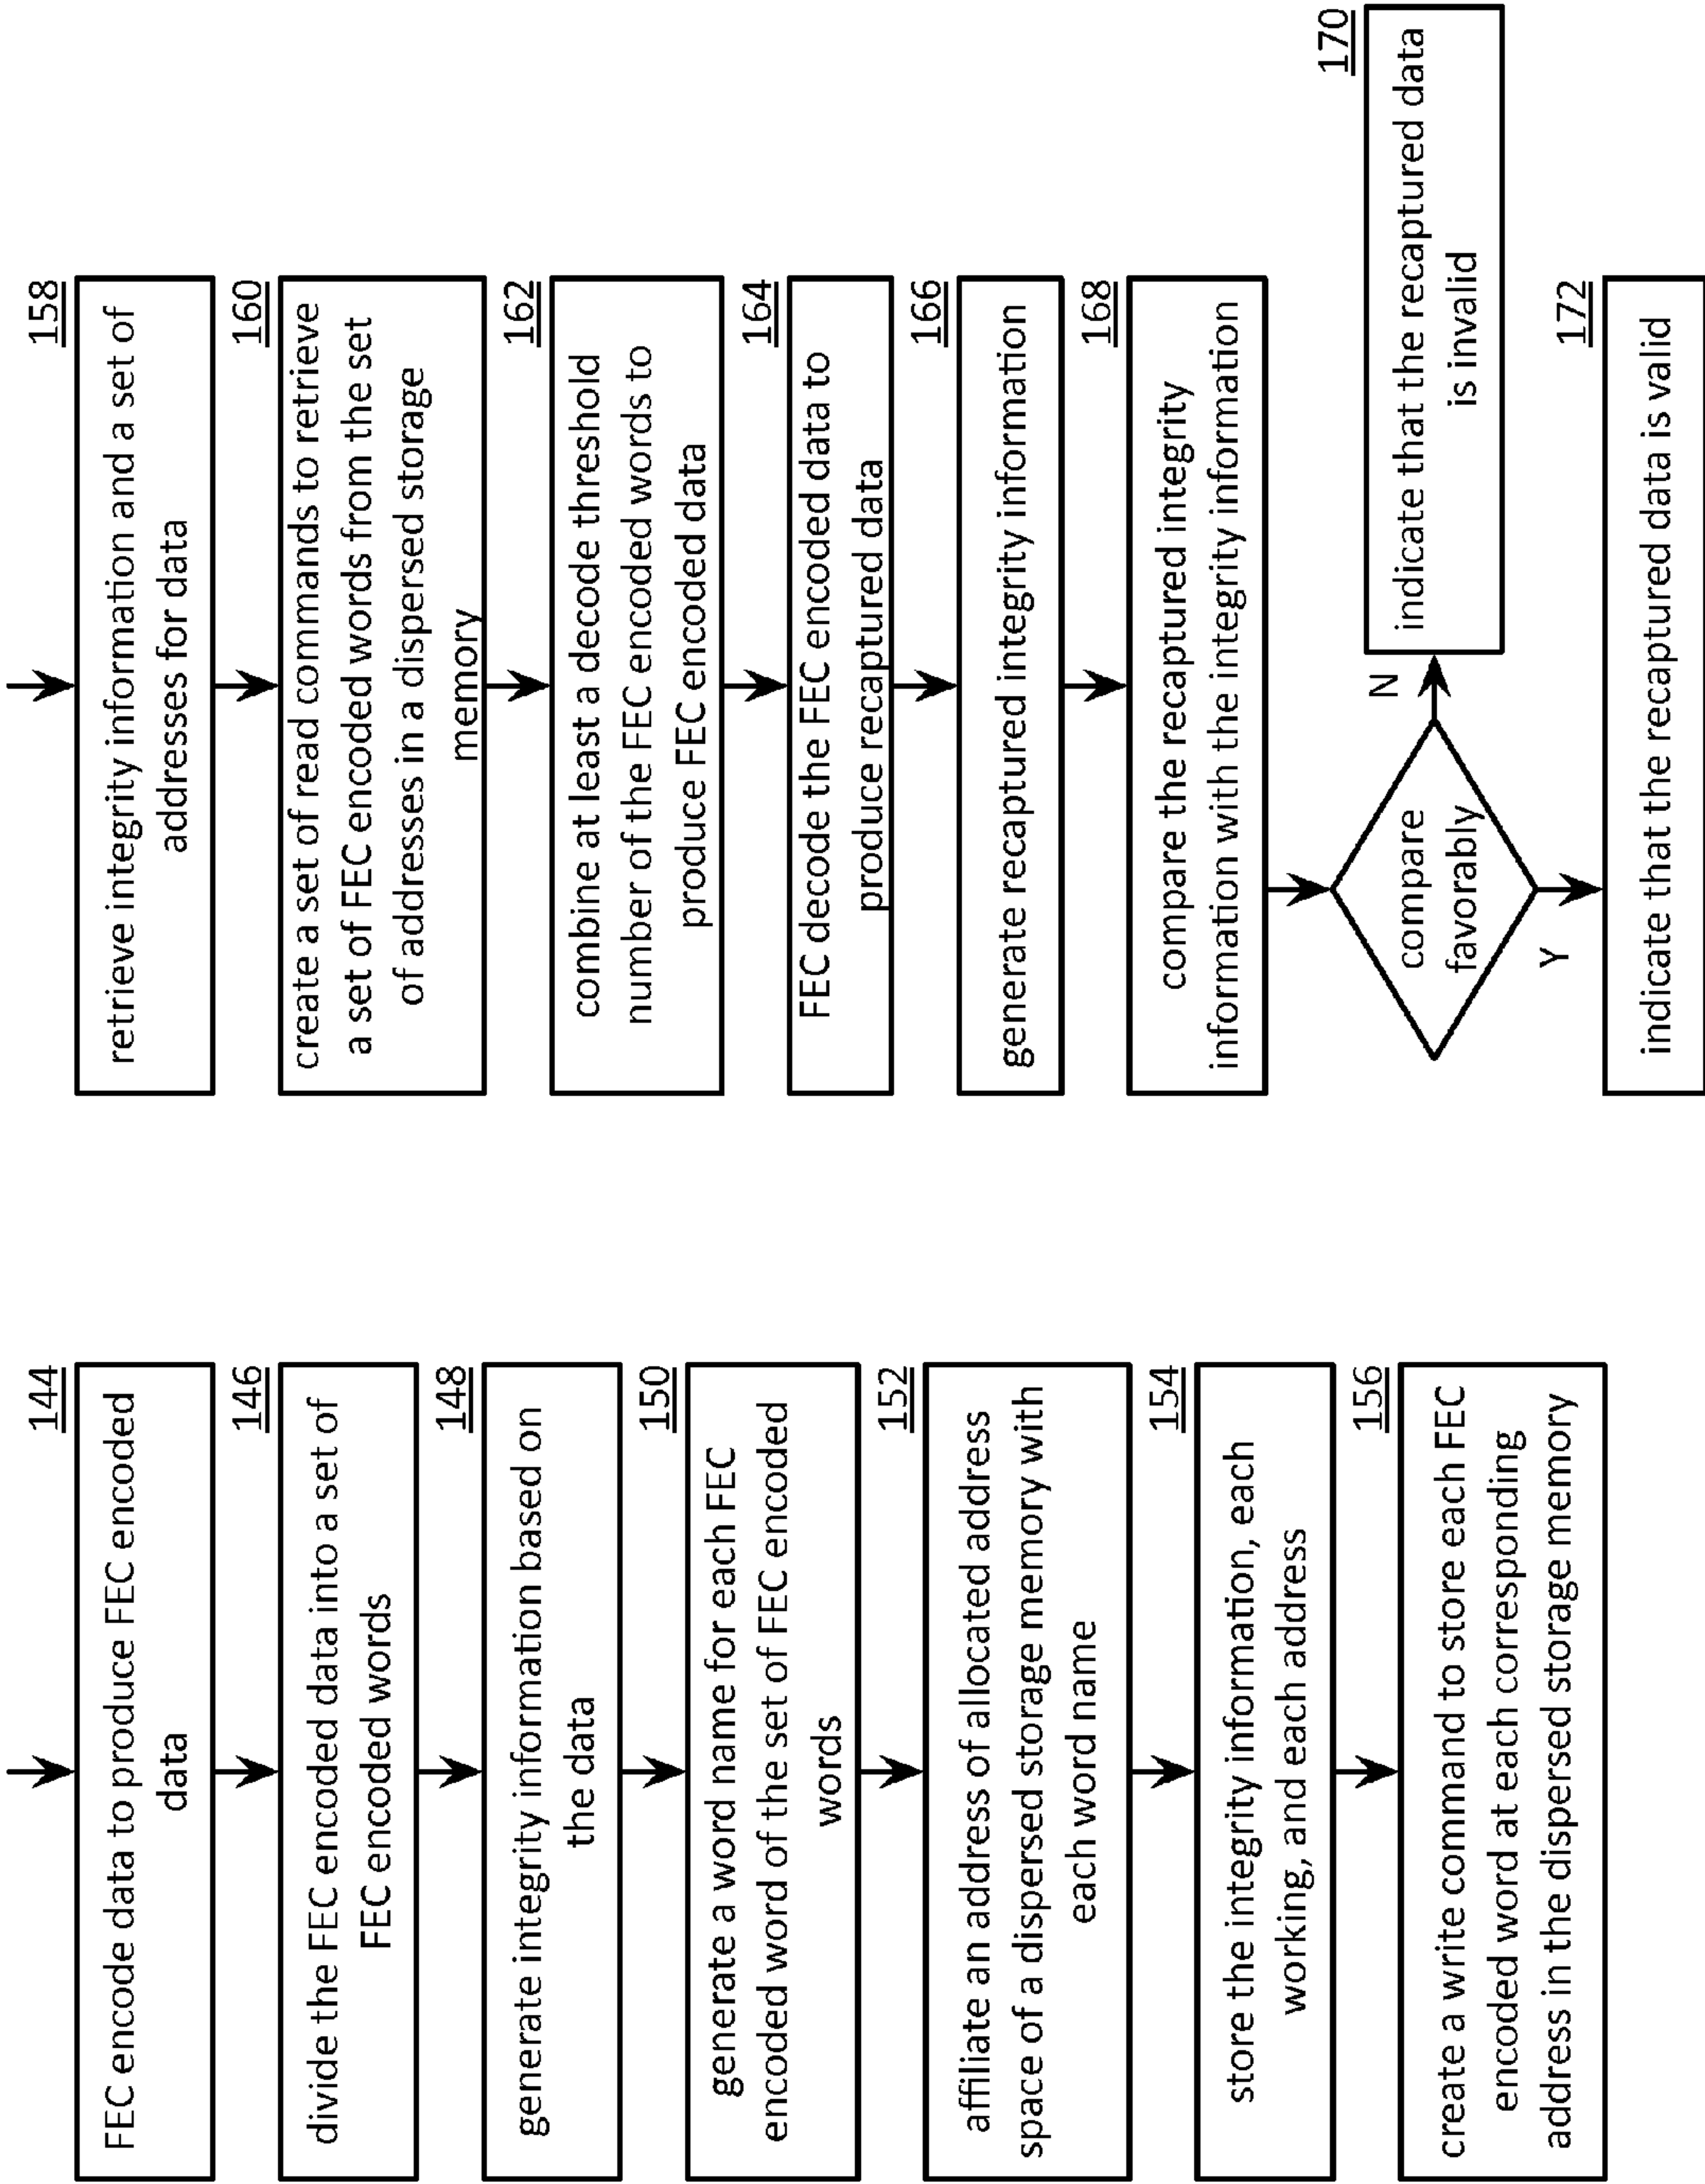 144
FEC encode data to produce FEC encoded
data
146
divide the FEC encoded data into a set of
FEC encoded words
148
generate integrity information based on
the data
150
generate a word name for each FEC
encoded word of the set of FEC encoded
words
152
affiliate an address of allocated address
space of a dispersed storage memory with
each word name
154
store the integrity information, each
working, and each address
156
create a write command to store each FEC
encoded word at each corresponding
address in the dispersed storage memory
158
retrieve integrity information and a set of
addresses for data
160
create a set of read commands to retrieve
a set of FEC encoded words from the set
of addresses in a dispersed storage
memory
162
combine at least a decode threshold
number of the FEC encoded words to
produce FEC encoded data
164
FEC decode the FEC encoded data to
produce recaptured data
166
generate recaptured integrity information
168
compare the recaptured integrity
information with the integrity information
compare
favorably
N
170
indicate that the recaptured data
is invalid
Y
172
indicate that the recaptured data is valid